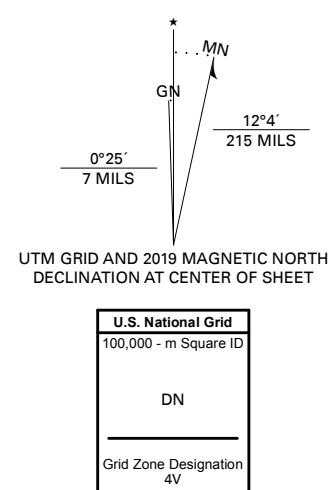 ★
MN
GN
12°4´
215 MILS
0°25´
7 MILS
UTM GRID AND 2019 MAGNETIC NORTH
DECLINATION AT CENTER OF SHEET
U.S. National Grid
100,000 - m Square ID
DN
Grid Zone Designation
4V